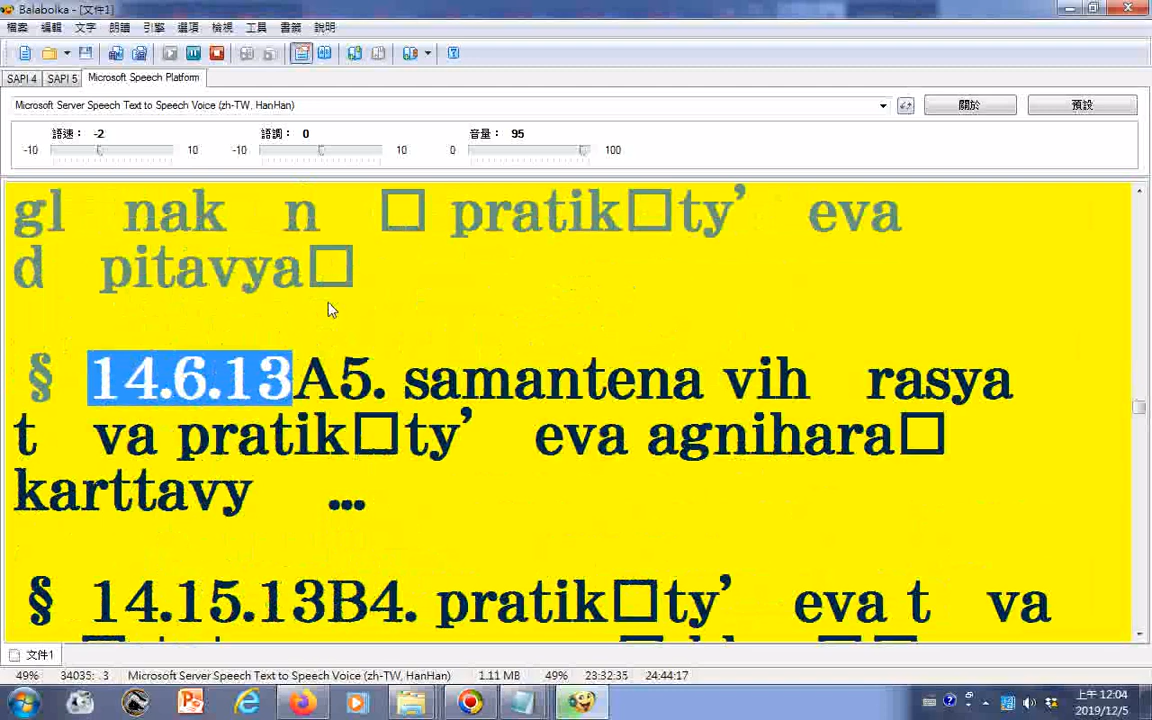 Balabolka - [文件1]
檔案 編輯 文字 朗讀 引擎 選項 檢視 工具 書籤 說明
SAPI 4 SAPI 5 Microsoft Speech Platform
Microsoft Server Speech Text to Speech Voice (zh-TW, HanHan) 關於 預設
語速： -2 語調： 0 音量： 95
-10 10 -10 10 0 100
gl nak n □ pratik□ty’ eva
d pitavya□
§ 14.6.13A5. samantena vih rasya
t va pratik□ty’ eva agnihara□
karttavy ...
§ 14.15.13B4. pratik□ty’ eva t va
文件1
49% 34035: 3 Microsoft Server Speech Text to Speech Voice (zh-TW, HanHan) 1.11 MB 49% 23:32:35 24:44:17
上午 12:04
2019/12/5